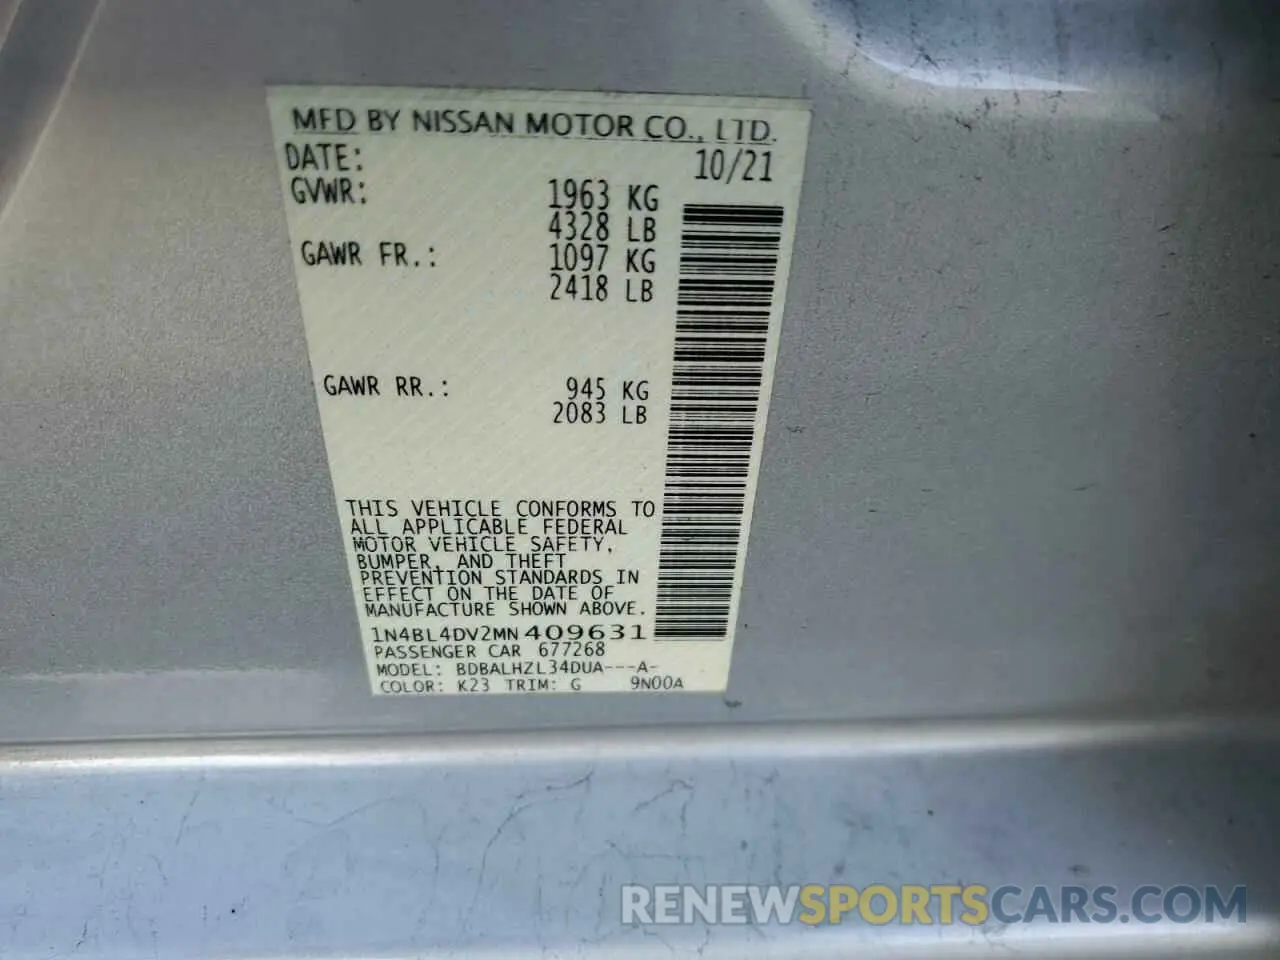 MFD BY NISSAN MOTOR CO., LTD.
DATE: 10/21
GVWR: 1963 KG
4328 LB
GAWR FR.: 1097 KG
2418 LB
GAWR RR.: 945 KG
2083 LB
THIS VEHICLE CONFORMS TO
ALL APPLICABLE FEDERAL
MOTOR VEHICLE SAFETY,
BUMPER, AND THEFT
PREVENTION STANDARDS IN
EFFECT ON THE DATE OF
MANUFACTURE SHOWN ABOVE.
1N4BL4DV2MN409631
PASSENGER CAR 677268
MODEL: BDBALHZL34DUA---A-
COLOR: K23 TRIM: G 9N00A
RENEWSPORTSCARS.COM